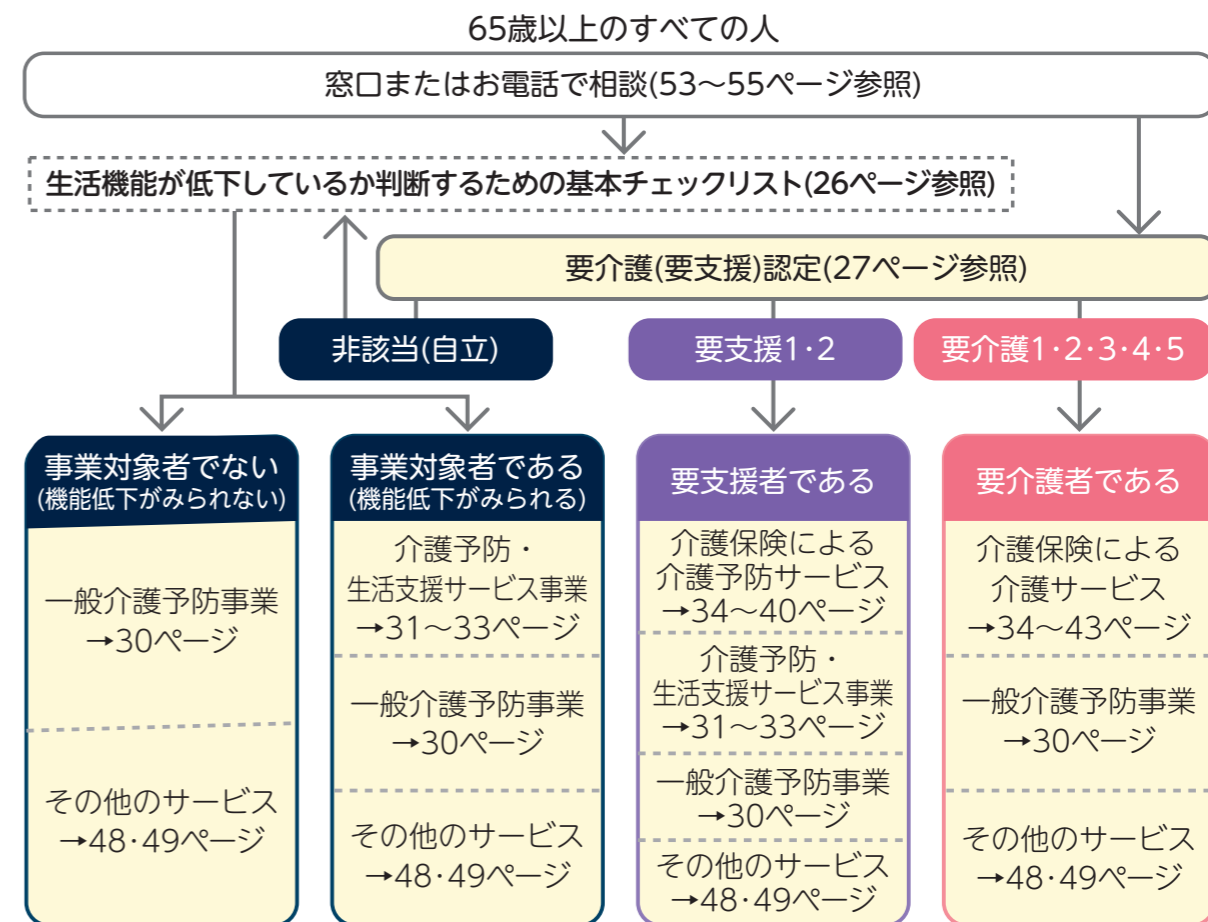 65歳以上のすべての人
窓口またはお電話で相談(53～55ページ参照)
生活機能が低下しているか判断するための基本チェックリスト(26ページ参照)
要介護(要支援)認定(27ページ参照)
非該当(自立)
要支援1・2
要介護1・2・3・4・5
事業対象者でない
(機能低下がみられない)
一般介護予防事業
→30ページ
その他のサービス
→48・49ページ
事業対象者である
(機能低下がみられる)
介護予防・
生活支援サービス事業
→31～33ページ
一般介護予防事業
→30ページ
その他のサービス
→48・49ページ
要支援者である
介護保険による
介護予防サービス
→34～40ページ
介護予防・
生活支援サービス事業
→31～33ページ
一般介護予防事業
→30ページ
その他のサービス
→48・49ページ
要介護者である
介護保険による
介護サービス
→34～43ページ
一般介護予防事業
→30ページ
その他のサービス
→48・49ページ